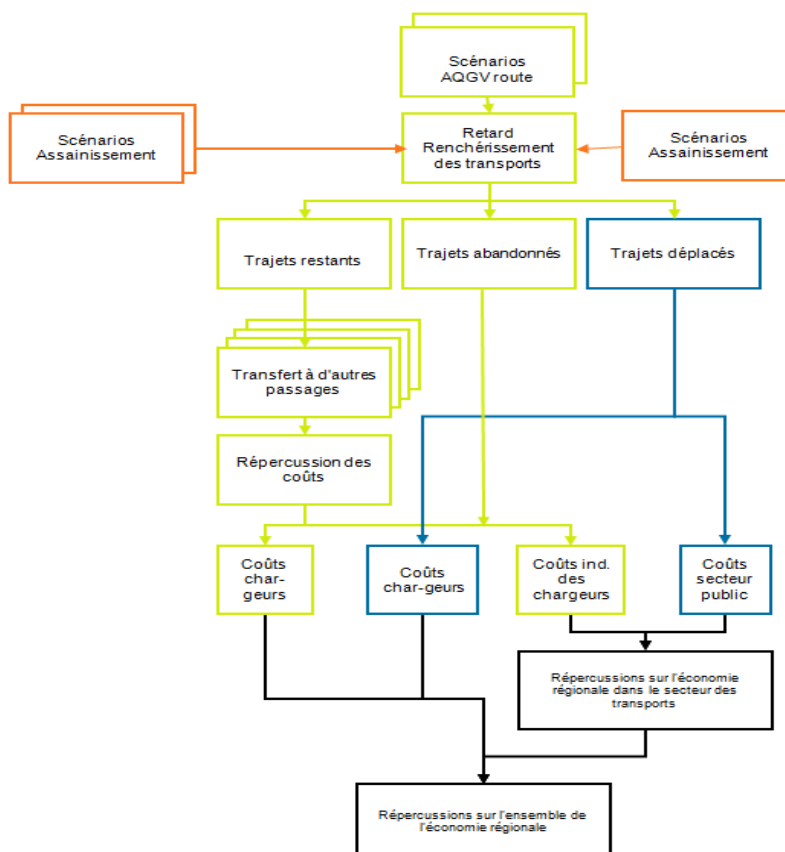 Scénarios
AQGV route
Scénarios
Assainissement
Retard
Renchérissement
des transports
Scénarios
Assainissement
Trajets restants
Trajets abandonnés
Trajets déplacés
Transfert à d'autres
passages
Répercussion des
coûts
Coûts
char-
geurs
Coûts
char-geurs
Coûts ind.
des
chargeurs
Coûts
secteur
public
Répercussions sur l'économie
régionale dans le secteur des
transports
Répercussions sur l'ensemble de
l'économie régionale